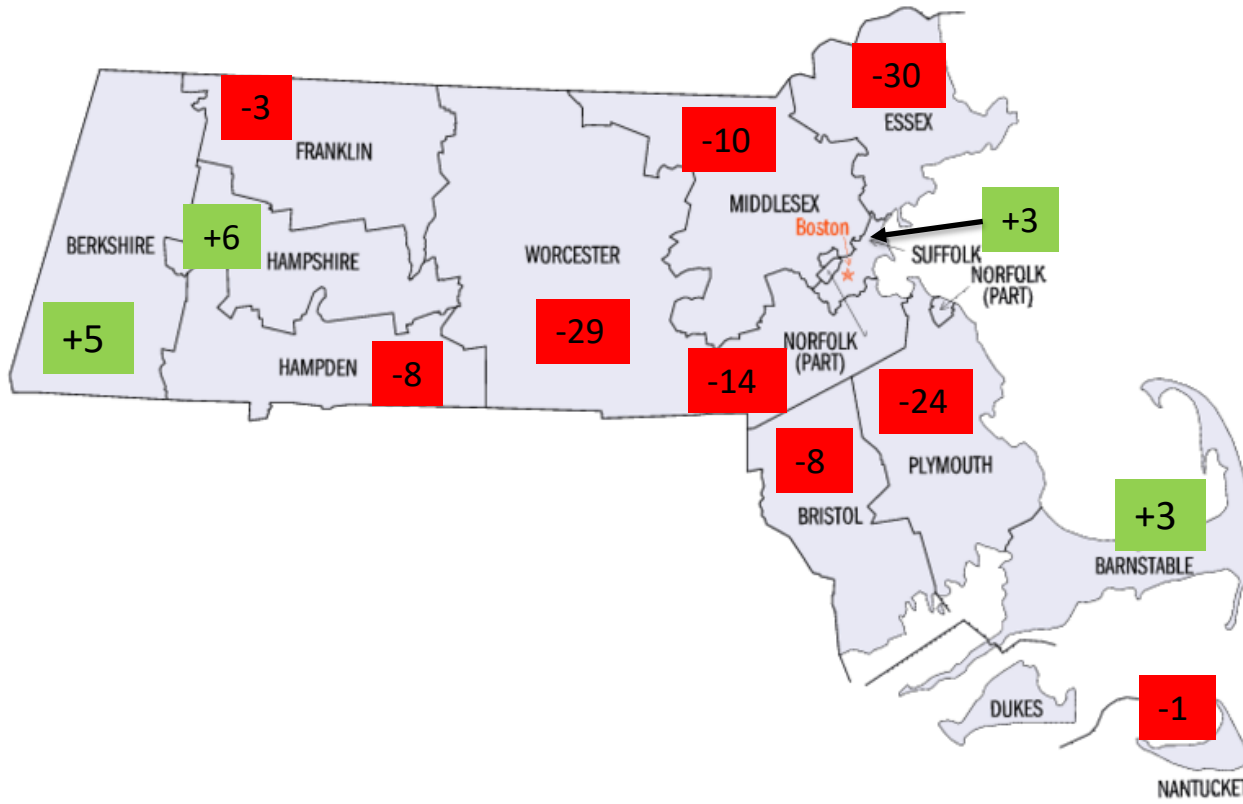 -30
ESSEX
-3
FRANKLIN
-10
MIDDLESEX
Boston
+3
SUFFOLK
NORFOLK
(PART)
BERKSHIRE
+6
HAMPSHIRE
WORCESTER
+5
HAMPDEN
-8
-29
NORFOLK
(PART)
-14
-24
PLYMOUTH
-8
BRISTOL
+3
BARNSTABLE
DUKES
-1
NANTUCKET